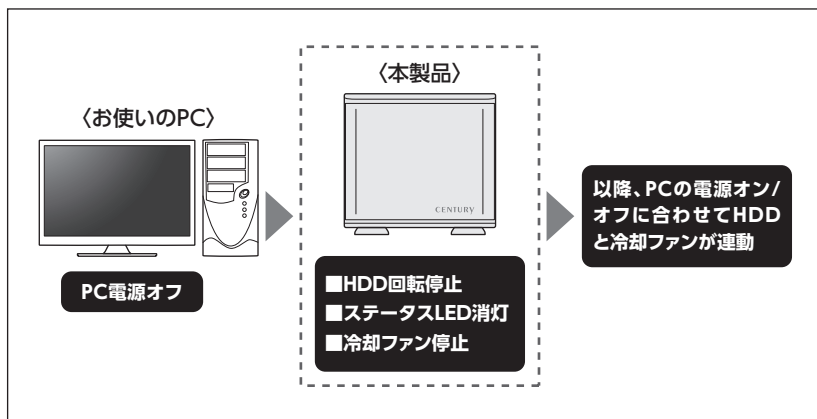 〈お使いのPC〉
PC電源オフ
〈本製品〉
CENTURY
■HDD回転停止
■ステータスLED消灯
■冷却ファン停止
以降、PCの電源オン/
オフに合わせてHDD
と冷却ファンが連動